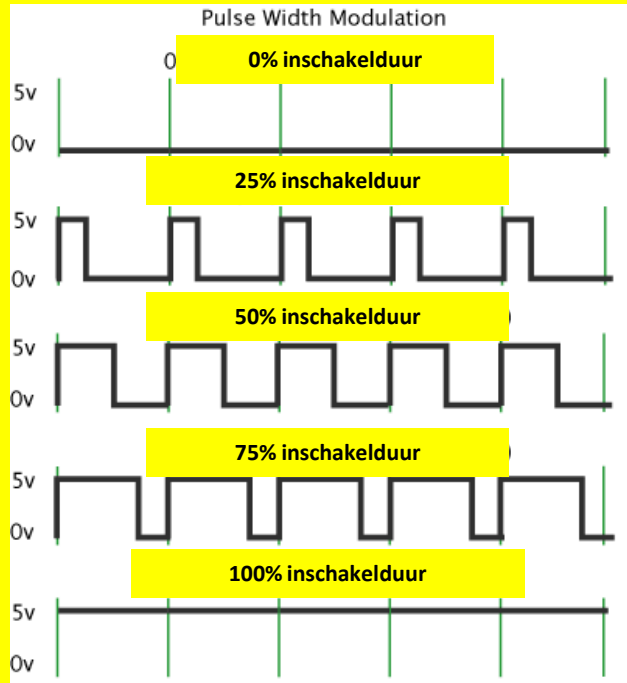 Pulse Width Modulation
0% inschakelduur
5v
0v
25% inschakelduur
5v
0v
50% inschakelduur
5v
0v
75% inschakelduur
5v
0v
100% inschakelduur
5v
0v